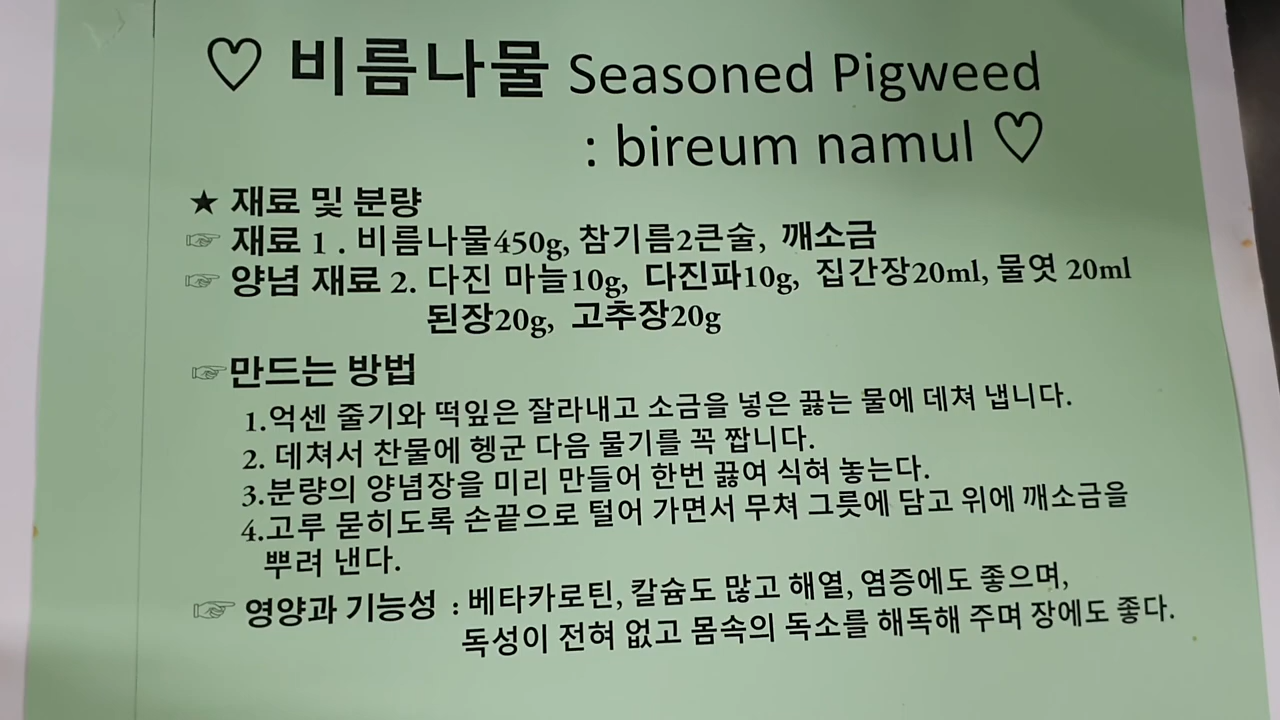 ♡ 비름나물 Seasoned Pigweed
: bireum namul ♡
★ 재료 및 분량
☞ 재료 1 . 비름나물450g, 참기름2큰술, 깨소금
☞ 양념 재료 2. 다진 마늘10g, 다진파10g, 집간장20ml, 물엿 20ml
된장20g, 고추장20g
☞만드는 방법
1.억센 줄기와 떡잎은 잘라내고 소금을 넣은 끓는 물에 데쳐 냅니다.
2. 데쳐서 찬물에 헹군 다음 물기를 꼭 짭니다.
3.분량의 양념장을 미리 만들어 한번 끓여 식혀 놓는다.
4.고루 묻히도록 손끝으로 털어 가면서 무쳐 그릇에 담고 위에 깨소금을
뿌려 낸다.
☞ 영양과 기능성 : 베타카로틴, 칼슘도 많고 해열, 염증에도 좋으며,
독성이 전혀 없고 몸속의 독소를 해독해 주며 장에도 좋다.